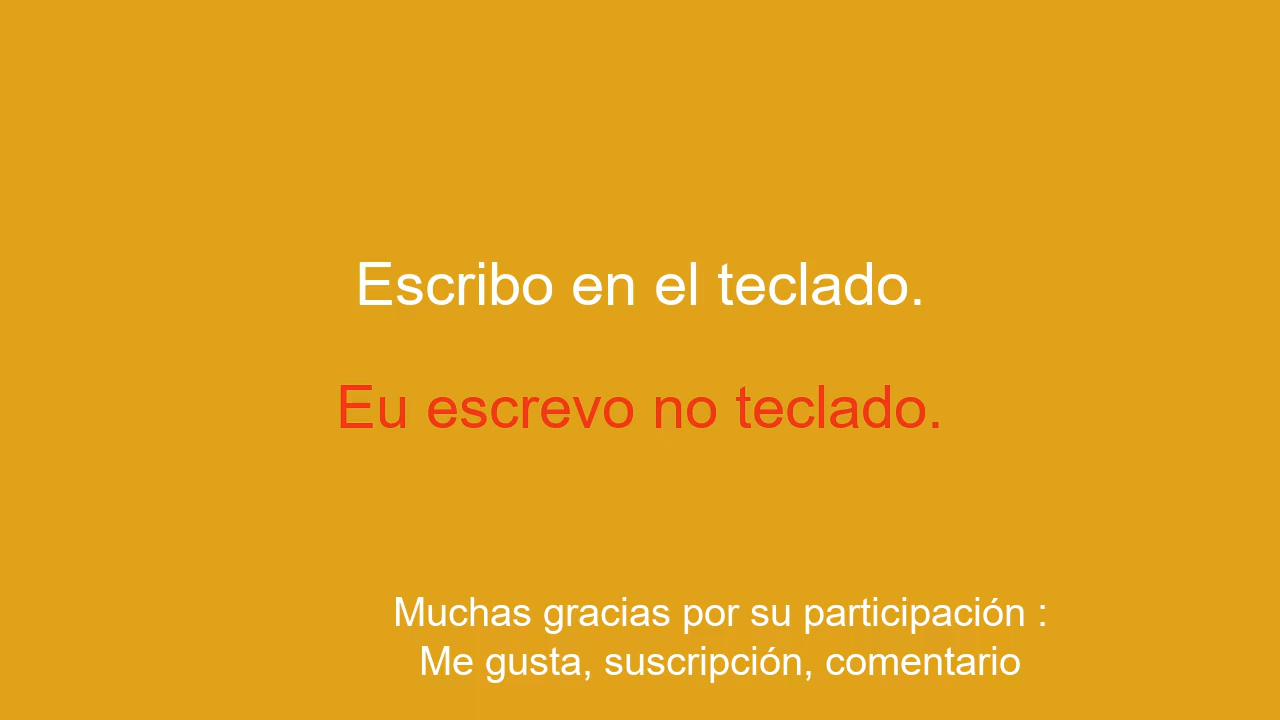 Escribo en el teclado.
Eu escrevo no teclado.
Muchas gracias por su participación :
Me gusta, suscripción, comentario